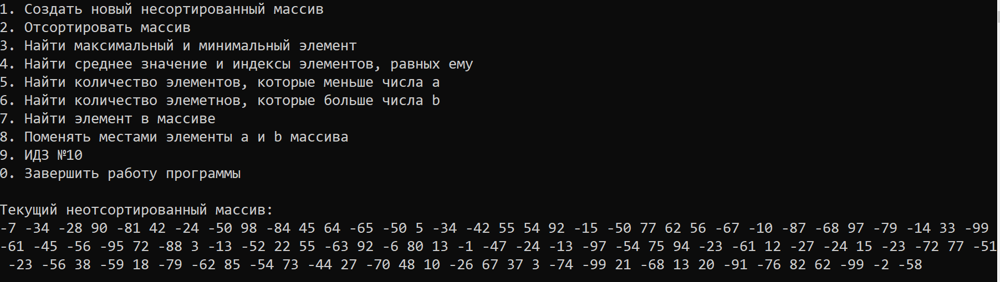 1. Создать новый несортированный массив
2. Отсортировать массив
3. Найти максимальный и минимальный элемент
4. Найти среднее значение и индексы элементов, равных ему
5. Найти количество элементов, которые меньше числа a
6. Найти количество элеметнов, которые больше числа b
7. Найти элемент в массиве
8. Поменять местами элементы a и b массива
9. ИДЗ №10
0. Завершить работу программы
Текущий неотсортированный массив:
-7 -34 -28 90 -81 42 -24 -50 98 -84 45 64 -65 -50 5 -34 -42 55 54 92 -15 -50 77 62 56 -67 -10 -87 -68 97 -79 -14 33 -99
-61 -45 -56 -95 72 -88 3 -13 -52 22 55 -63 92 -6 80 13 -1 -47 -24 -13 -97 -54 75 94 -23 -61 12 -27 -24 15 -23 -72 77 -51
-23 -56 38 -59 18 -79 -62 85 -54 73 -44 27 -70 48 10 -26 67 37 3 -74 -99 21 -68 13 20 -91 -76 82 62 -99 -2 -58